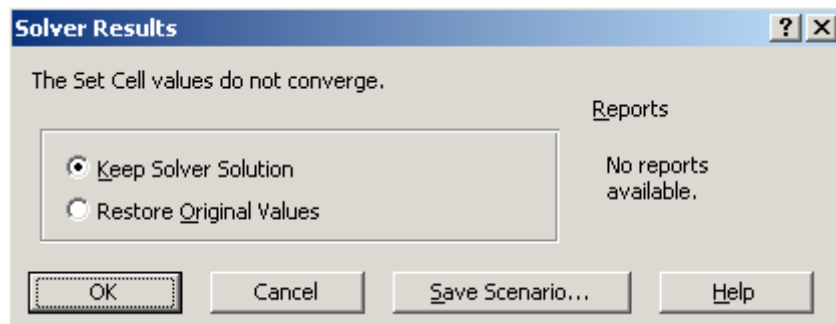 Solver Results
The Set Cell values do not converge.
Reports
Keep Solver Solution
Restore Original Values
No reports
available.
OK
Cancel
Save Scenario...
Help